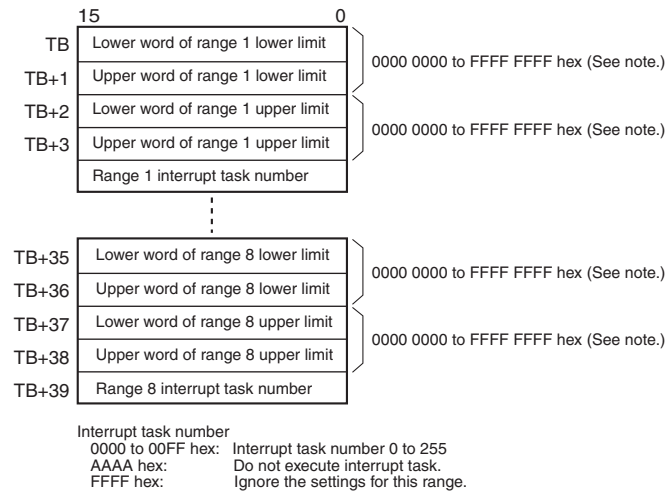 15 0
TB Lower word of range 1 lower limit
0000 0000 to FFFF FFFF hex (See note.)
TB+1 Upper word of range 1 lower limit
TB+2 Lower word of range 1 upper limit
0000 0000 to FFFF FFFF hex (See note.)
TB+3 Upper word of range 1 upper limit
Range 1 interrupt task number
TB+35 Lower word of range 8 lower limit
0000 0000 to FFFF FFFF hex (See note.)
TB+36 Upper word of range 8 lower limit
TB+37 Lower word of range 8 upper limit
0000 0000 to FFFF FFFF hex (See note.)
TB+38 Upper word of range 8 upper limit
TB+39 Range 8 interrupt task number
Interrupt task number
0000 to 00FF hex: Interrupt task number 0 to 255
AAAA hex: Do not execute interrupt task.
FFFF hex: Ignore the settings for this range.